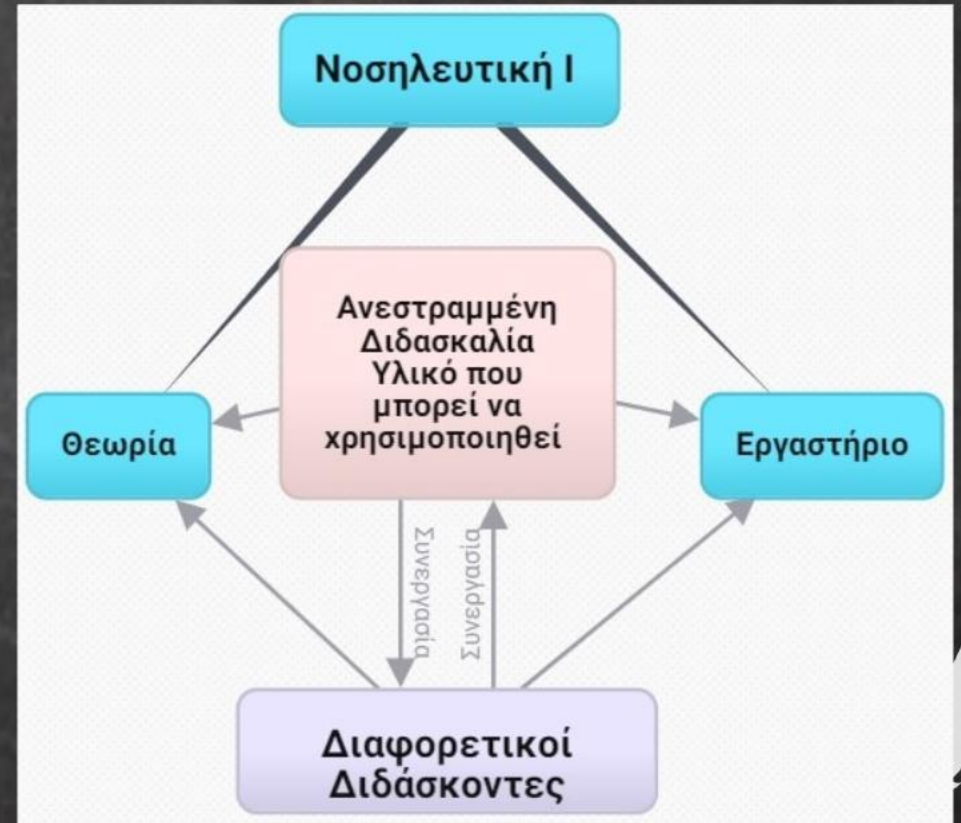 Νοσηλευτική Ι
Ανεστραμμένη
Διδασκαλία
Υλικό που
μπορεί να
χρησιμοποιηθεί
Θεωρία
Εργαστήριο
Συνεργασία
Συνεργασία
Διαφορετικοί
Διδάσκοντες